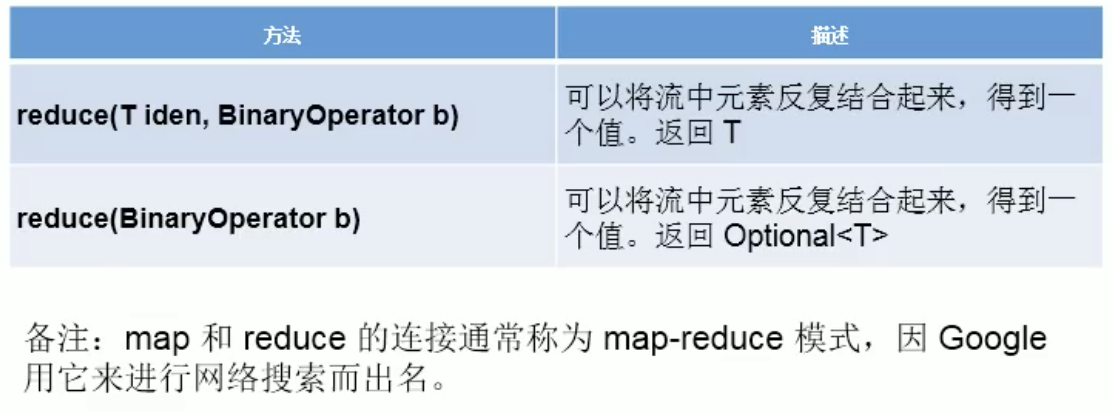 方法
描述
reduce(T iden, BinaryOperator b)
可以将流中元素反复结合起来，得到一
个值。返回 T
reduce(BinaryOperator b)
可以将流中元素反复结合起来，得到一
个值。返回 Optional<T>
备注：map 和 reduce 的连接通常称为 map-reduce 模式，因 Google
用它来进行网络搜索而出名。